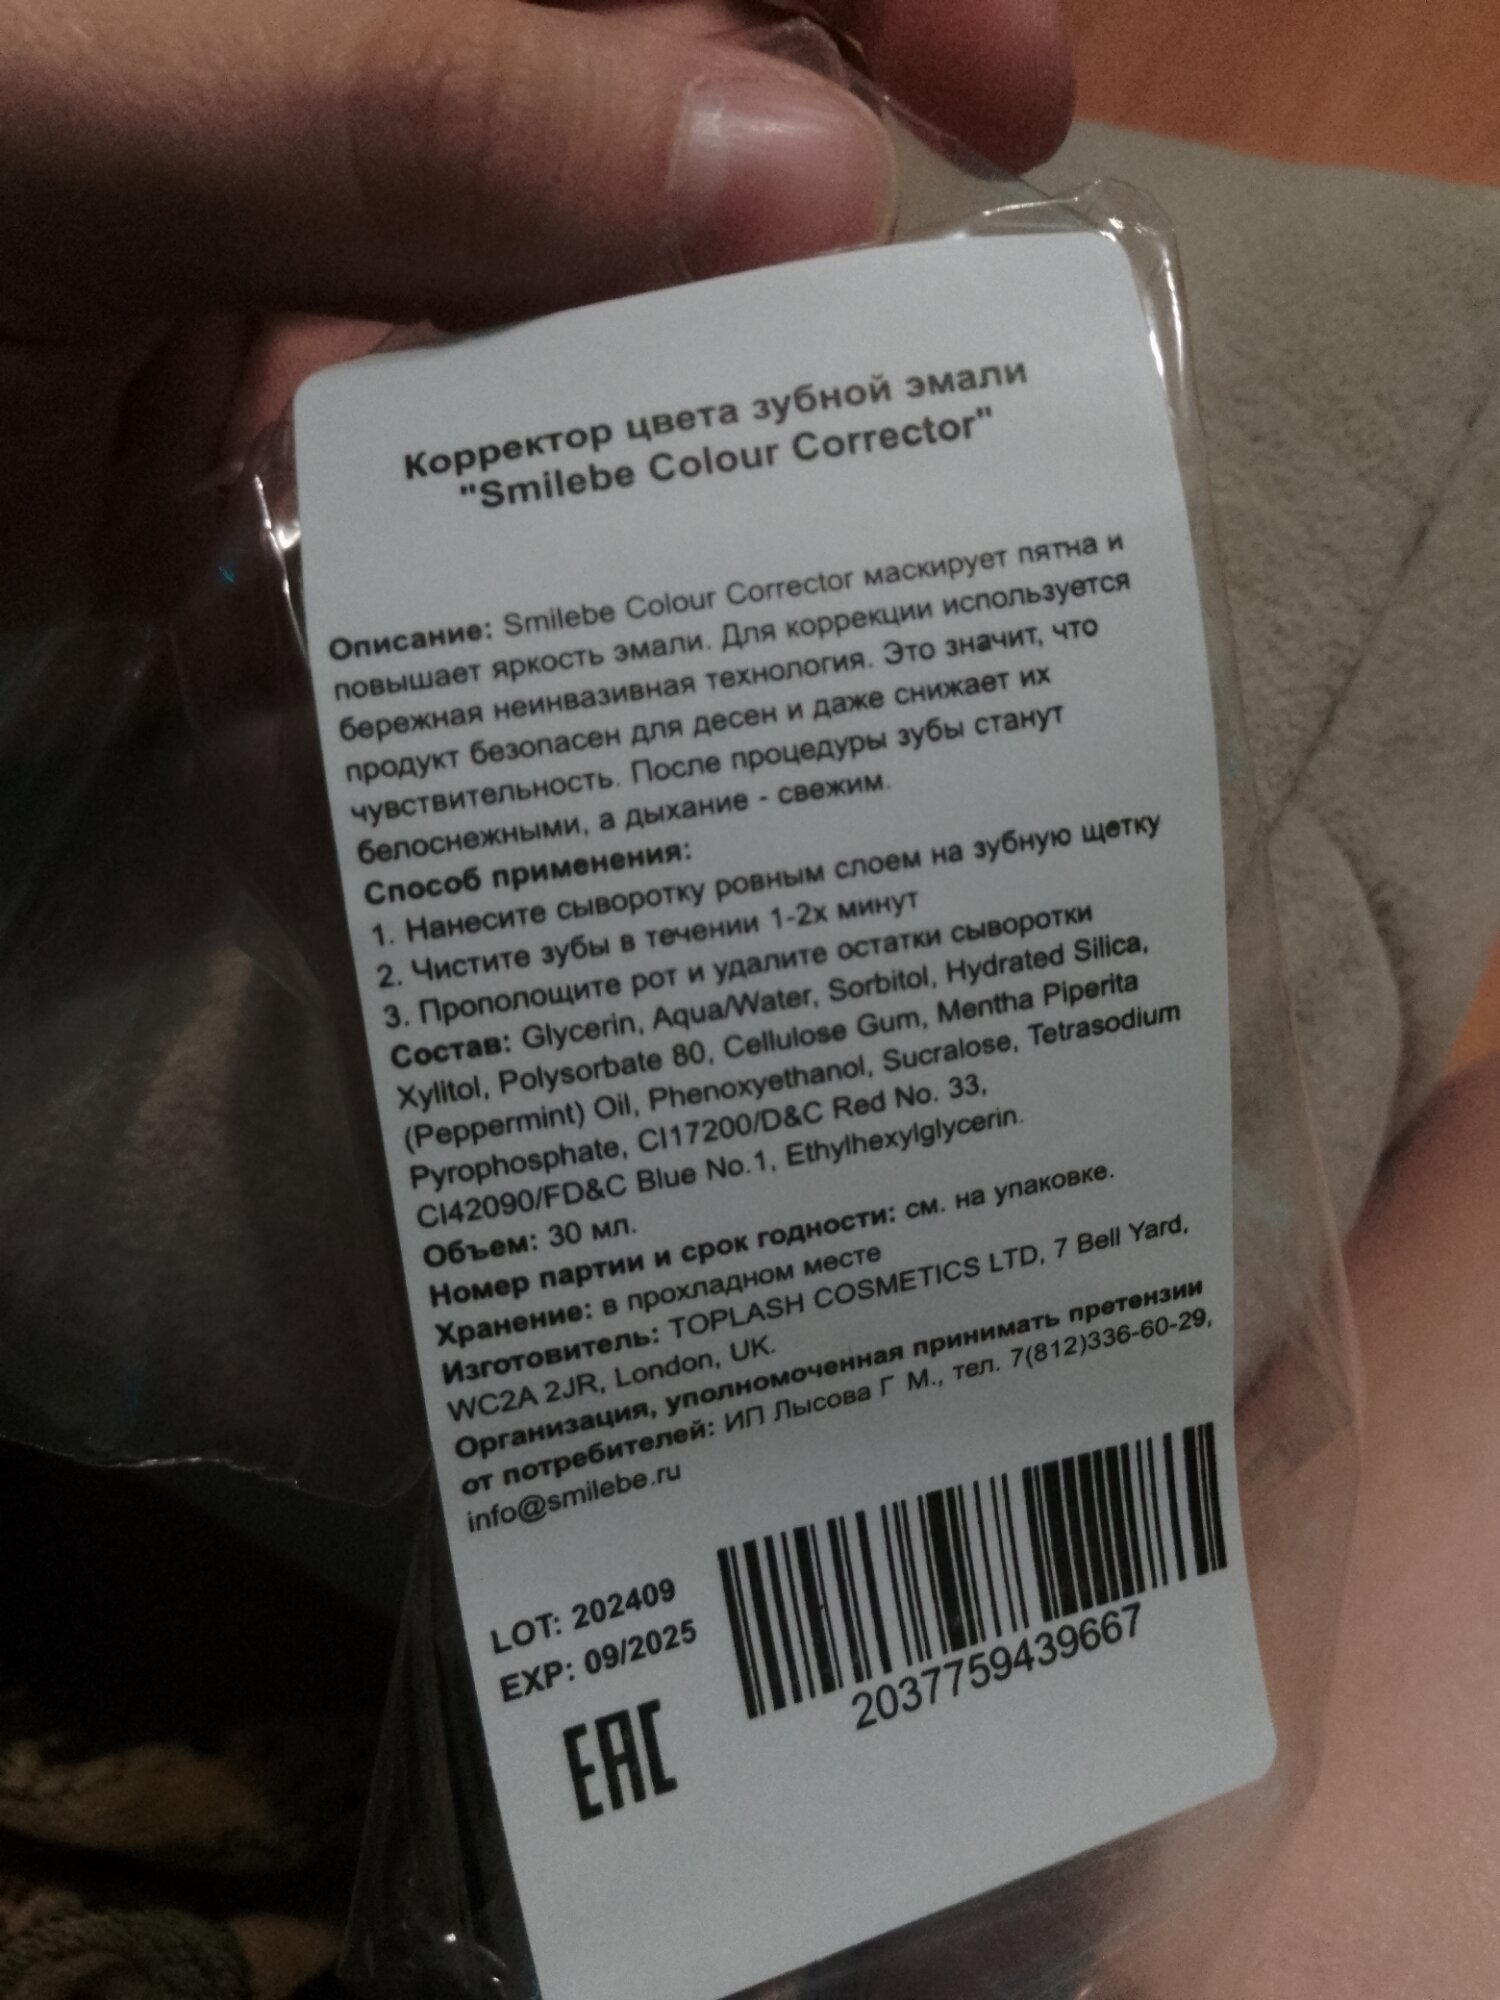 Корректор цвета зубной эмали
"Smilebe Colour Corrector"
Описание: Smilebe Colour Corrector маскирует пятна и
повышает яркость эмали. Для коррекции используется
бережная неинвазивная технология. Это значит, что
продукт безопасен для десен и даже снижает их
чувствительность. После процедуры зубы станут
белоснежными, а дыхание - свежим.
Способ применения:
1. Нанесите сыворотку ровным слоем на зубную щетку
2. Чистите зубы в течении 1-2х минут
3. Прополощите рот и удалите остатки сыворотки
Состав: Glycerin, Aqua/Water, Sorbitol, Hydrated Silica,
Xylitol, Polysorbate 80, Cellulose Gum, Mentha Piperita
(Peppermint) Oil, Phenoxyethanol, Sucralose, Tetrasodium
Pyrophosphate, CI17200/D&C Red No. 33,
CI42090/FD&C Blue No.1, Ethylhexylglycerin.
Объем: 30 мл.
Номер партии и срок годности: см. на упаковке.
Хранение: в прохладном месте
Изготовитель: TOPLASH COSMETICS LTD, 7 Bell Yard,
WC2A 2JR, London, UK.
Организация, уполномоченная принимать претензии
от потребителей: ИП Лысова Г М., тел. 7(812)336-60-29,
info@smilebe.ru
LOT: 202409
EXP: 09/2025
2037759439667
EAC